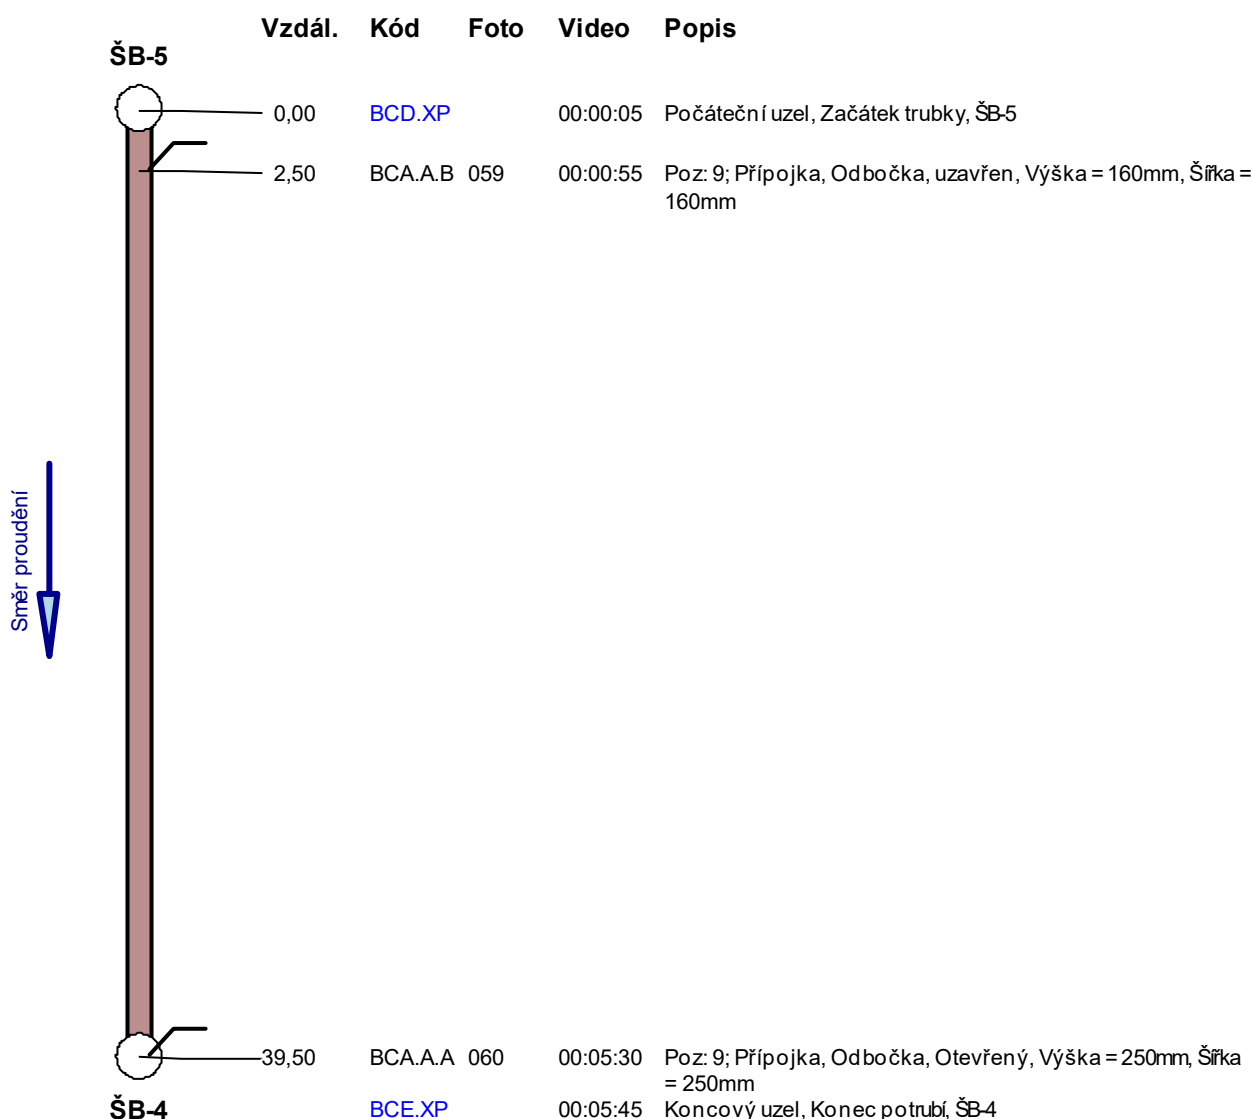 Vzdál. Kód Foto Video Popis
ŠB-5
0,00 BCD.XP 00:00:05 Počáteční uzel, Začátek trubky, ŠB-5
2,50 BCA.A.B 059 00:00:55 Poz: 9; Přípojka, Odbočka, uzavřen, Výška = 160mm, Šířka =
160mm
Směr proudění
39,50 BCA.A.A 060 00:05:30 Poz: 9; Přípojka, Odbočka, Otevřený, Výška = 250mm, Šířka
= 250mm
ŠB-4 BCE.XP 00:05:45 Koncový uzel, Konec potrubí, ŠB-4